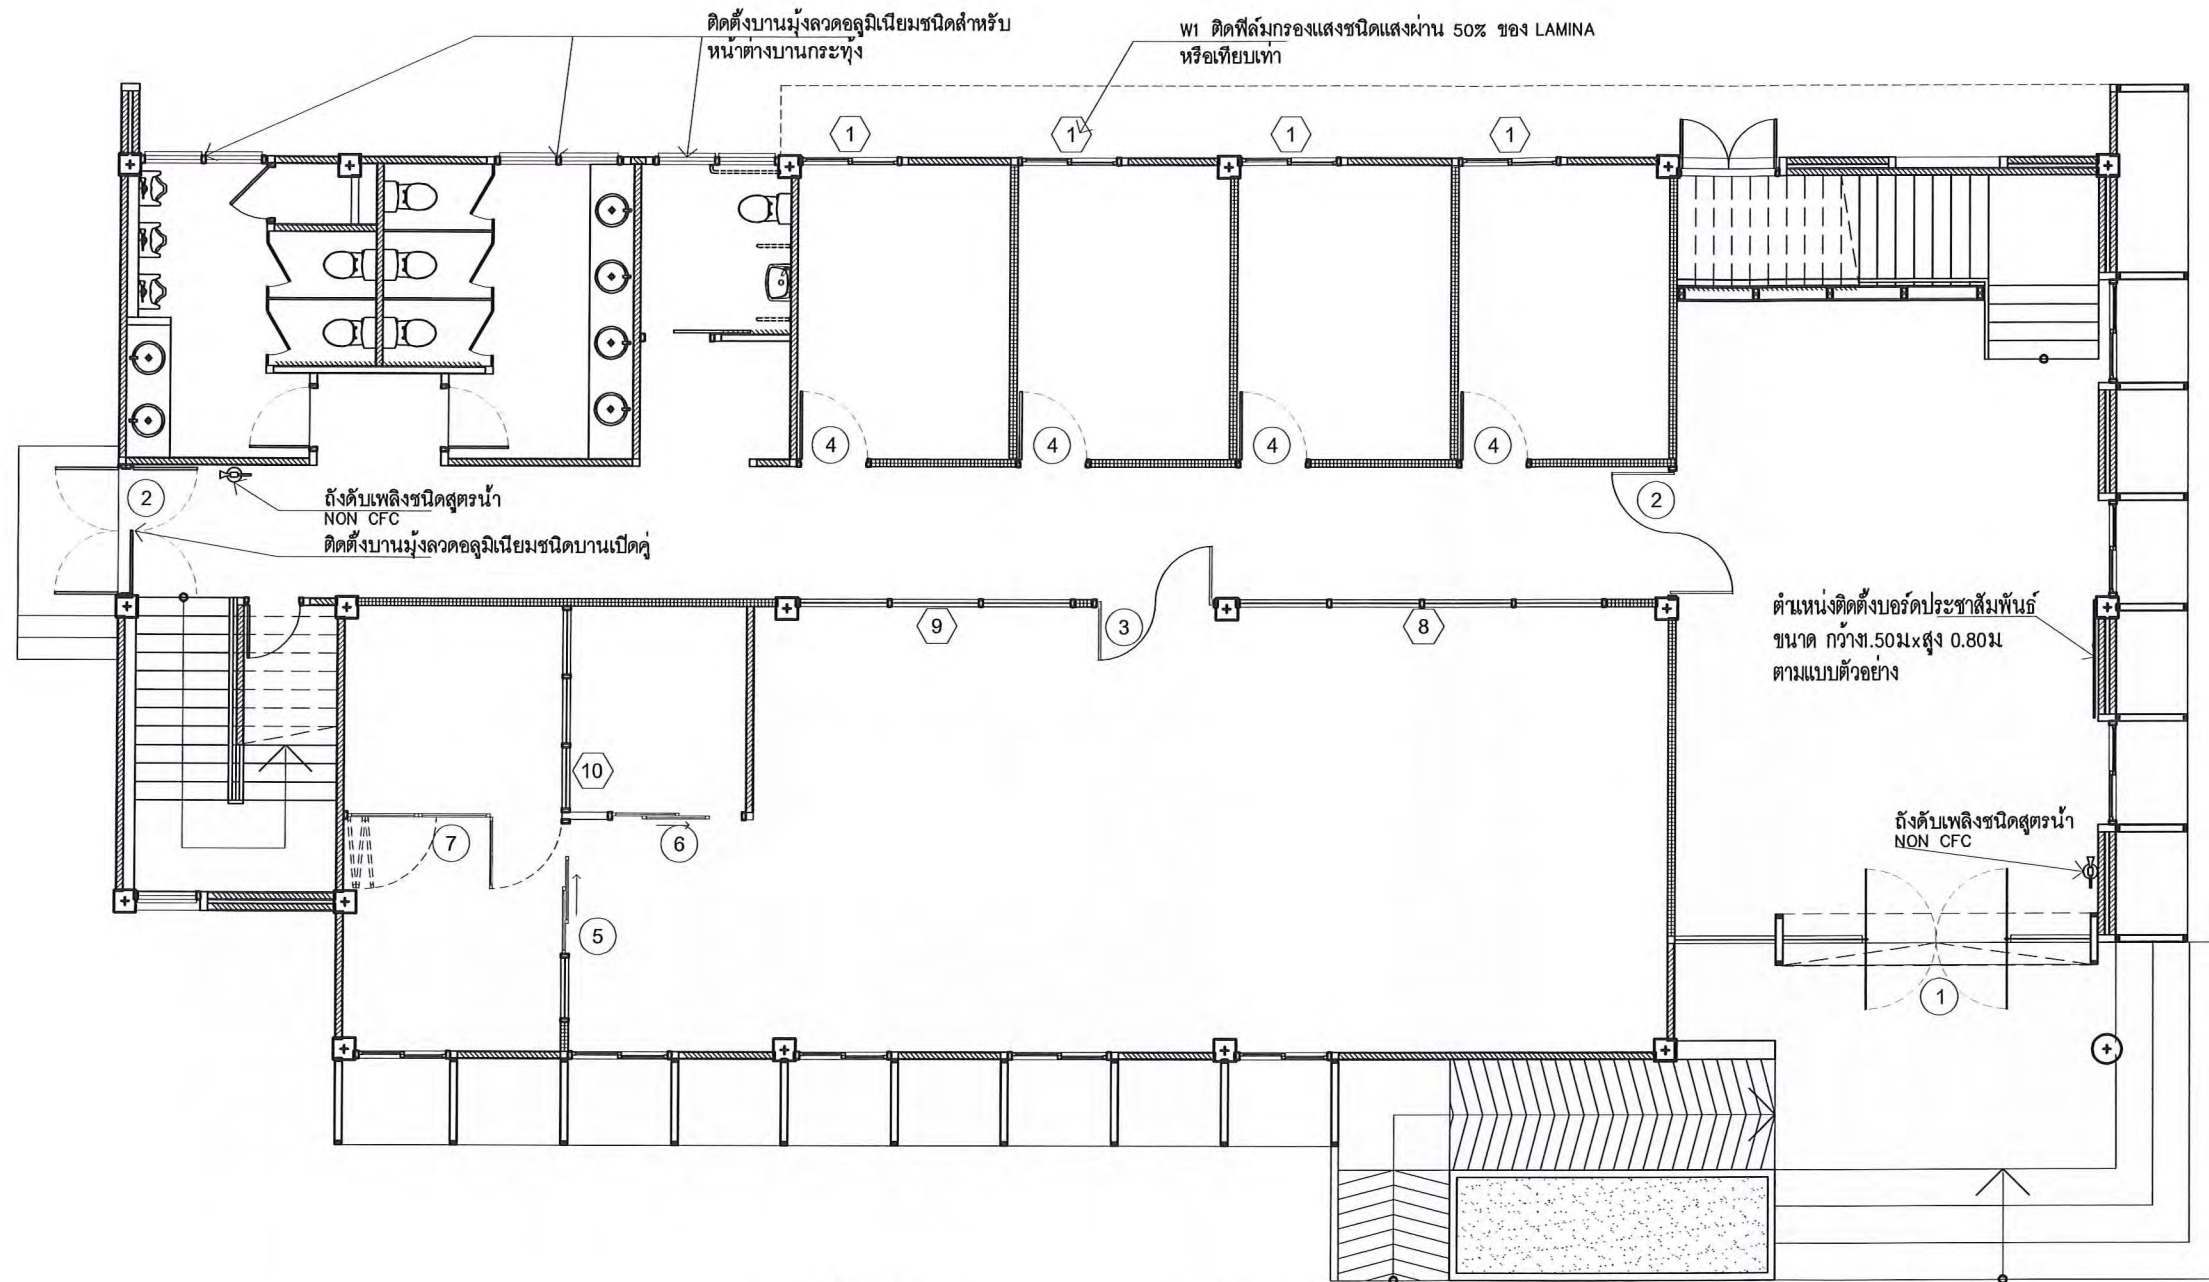 ติดตั้งบานมุ้งลวดอลูมิเนียมชนิดสำหรับ
หน้าต่างบานกระทุ้ง
W1 ติดฟีล์มกรองแสงชนิดแสงผ่าน 50% ของ LAMINA
หรือเทียบเท่า
1
1
1
1
4
4
4
4
2
2
ถังดับเพลิงชนิดสูตรน้ำ
NON CFC
ติดตั้งบานมุ้งลวดอลูมิเนียมชนิดบานเปิดคู่
9
3
8
ตำแหน่งติดตั้งบอร์ดประชาสัมพันธ์
ขนาด กว้าง1.50ม.xสูง 0.80ม.
ตามแบบตัวอย่าง
10
7
6
ถังดับเพลิงชนิดสูตรน้ำ
NON CFC
5
1